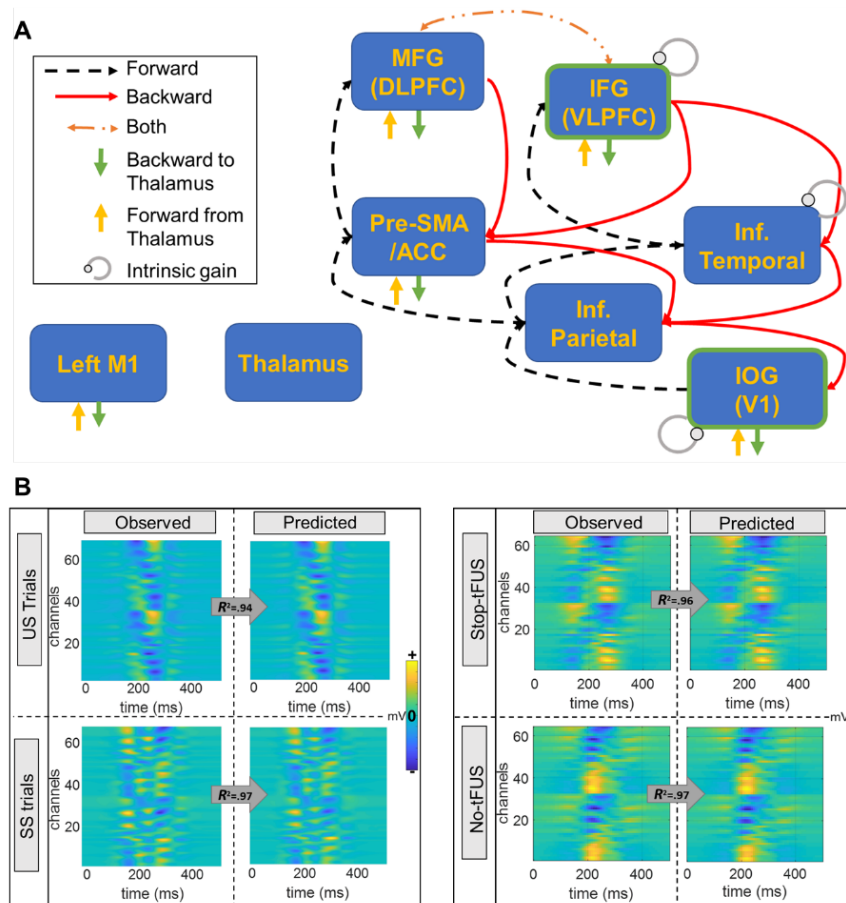 A
Forward
Backward
Both
Backward to
Thalamus
Forward from
Thalamus
Intrinsic gain
MFG
(DLPFC)
IFG
(VLPFC)
Pre-SMA
/ACC
Inf.
Temporal
Inf.
Parietal
Left M1
Thalamus
IOG
(V1)
B
Observed
Predicted
US Trials
channels
60
40
20
R²=.94
0
200
400
0
200
400
time (ms)
time (ms)
+
0
-
mV
SS trials
channels
60
40
20
R²=.97
0
200
400
0
200
400
time (ms)
time (ms)
Observed
Predicted
Stop-tFUS
channels
60
40
20
R²=.96
0
200
400
0
200
400
time (ms)
time (ms)
mV
No-tFUS
channels
60
40
20
R²=.97
0
200
400
0
200
400
time (ms)
time (ms)